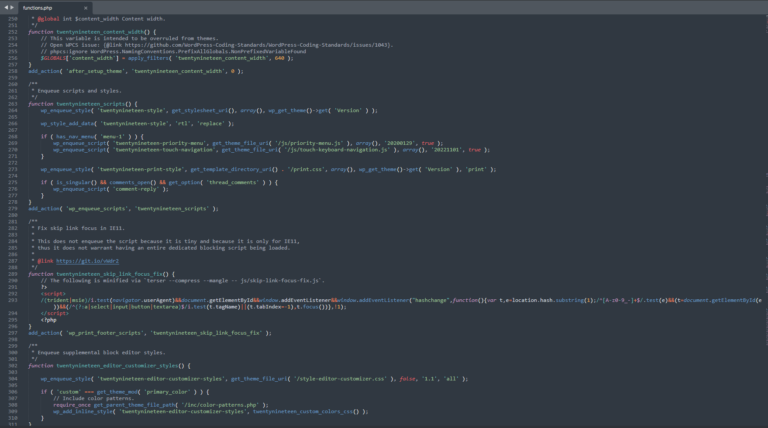 functions.php
250 * @global int $content_width Content width.
251 */
252 function twentynineteen_content_width() {
253 // This variable is intended to be overruled from themes.
254 // Open WPCS issue: {@link https://github.com/WordPress-Coding-Standards/WordPress-Coding-Standards/issues/1043}.
255 // phpcs:ignore WordPress.NamingConventions.PrefixAllGlobals.NonPrefixedVariableFound
256 $GLOBALS['content_width'] = apply_filters( 'twentynineteen_content_width', 640 );
257 }
258 add_action( 'after_setup_theme', 'twentynineteen_content_width', 0 );
259
260 /**
261 * Enqueue scripts and styles.
262 */
263 function twentynineteen_scripts() {
264 wp_enqueue_style( 'twentynineteen-style', get_stylesheet_uri(), array(), wp_get_theme()->get( 'Version' ) );
265
266 wp_style_add_data( 'twentynineteen-style', 'rtl', 'replace' );
267
268 if ( has_nav_menu( 'menu-1' ) ) {
269 wp_enqueue_script( 'twentynineteen-priority-menu', get_theme_file_uri( '/js/priority-menu.js' ), array(), '20200129', true );
270 wp_enqueue_script( 'twentynineteen-touch-navigation', get_theme_file_uri( '/js/touch-keyboard-navigation.js' ), array(), '20221101', true );
271 }
272
273 wp_enqueue_style( 'twentynineteen-print-style', get_template_directory_uri() . '/print.css', array(), wp_get_theme()->get( 'Version' ), 'print' );
274
275 if ( is_singular() && comments_open() && get_option( 'thread_comments' ) ) {
276 wp_enqueue_script( 'comment-reply' );
277 }
278 }
279 add_action( 'wp_enqueue_scripts', 'twentynineteen_scripts' );
280
281 /**
282 * Fix skip link focus in IE11.
283 *
284 * This does not enqueue the script because it is tiny and because it is only for IE11,
285 * thus it does not warrant having an entire dedicated blocking script being loaded.
286 *
287 * @link https://git.io/vWdr2
288 */
289 function twentynineteen_skip_link_focus_fix() {
290 // The following is minified via `terser --compress --mangle -- js/skip-link-focus-fix.js`.
291 ?>
292 <script>
293 /(trident|msie)/i.test(navigator.userAgent)&&document.getElementById&&window.addEventListener&&window.addEventListener("hashchange",function(){var t,e=location.hash.substring(1);/^[A-z0-9_-]+$/.test(e)&&(t=document.getElementById(e
))&&(/^(?:a|select|input|button|textarea)$/i.test(t.tagName)||(t.tabIndex=-1),t.focus())},!1);
294 </script>
295 <?php
296 }
297 add_action( 'wp_print_footer_scripts', 'twentynineteen_skip_link_focus_fix' );
298
299 /**
300 * Enqueue supplemental block editor styles.
301 */
302 function twentynineteen_editor_customizer_styles() {
303
304 wp_enqueue_style( 'twentynineteen-editor-customizer-styles', get_theme_file_uri( '/style-editor-customizer.css' ), false, '1.1', 'all' );
305
306 if ( 'custom' === get_theme_mod( 'primary_color' ) ) {
307 // Include color patterns.
308 require_once get_parent_theme_file_path( '/inc/color-patterns.php' );
309 wp_add_inline_style( 'twentynineteen-editor-customizer-styles', twentynineteen_custom_colors_css() );
310 }
311 }